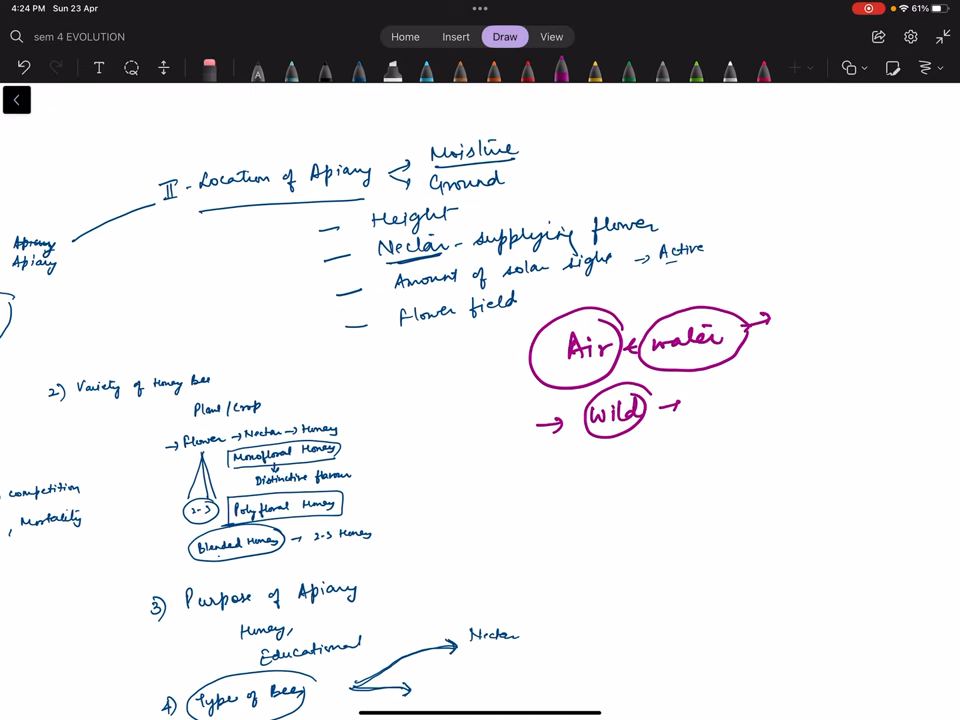 4:24 PM Sun 23 Apr
61%
sem 4 EVOLUTION
Home Insert Draw View
II - Location of Apiary
Moisture
Ground
Apiary
Apiary
- Height
- Nectar - supplying flower
- Amount of solar sight → Active
- Flower field
Air
water
→ wild →
2) Variety of Honey Bee
Plant/Crop
→ Flower → Nectar → Honey
Monofloral Honey
Distinctive flavour
2-3
Polyfloral Honey
Blended Honey → 2-3 Honey
, competition
, Mortality
3) Purpose of Apiary
Honey,
Educational
4) Type of Bees
Nectar